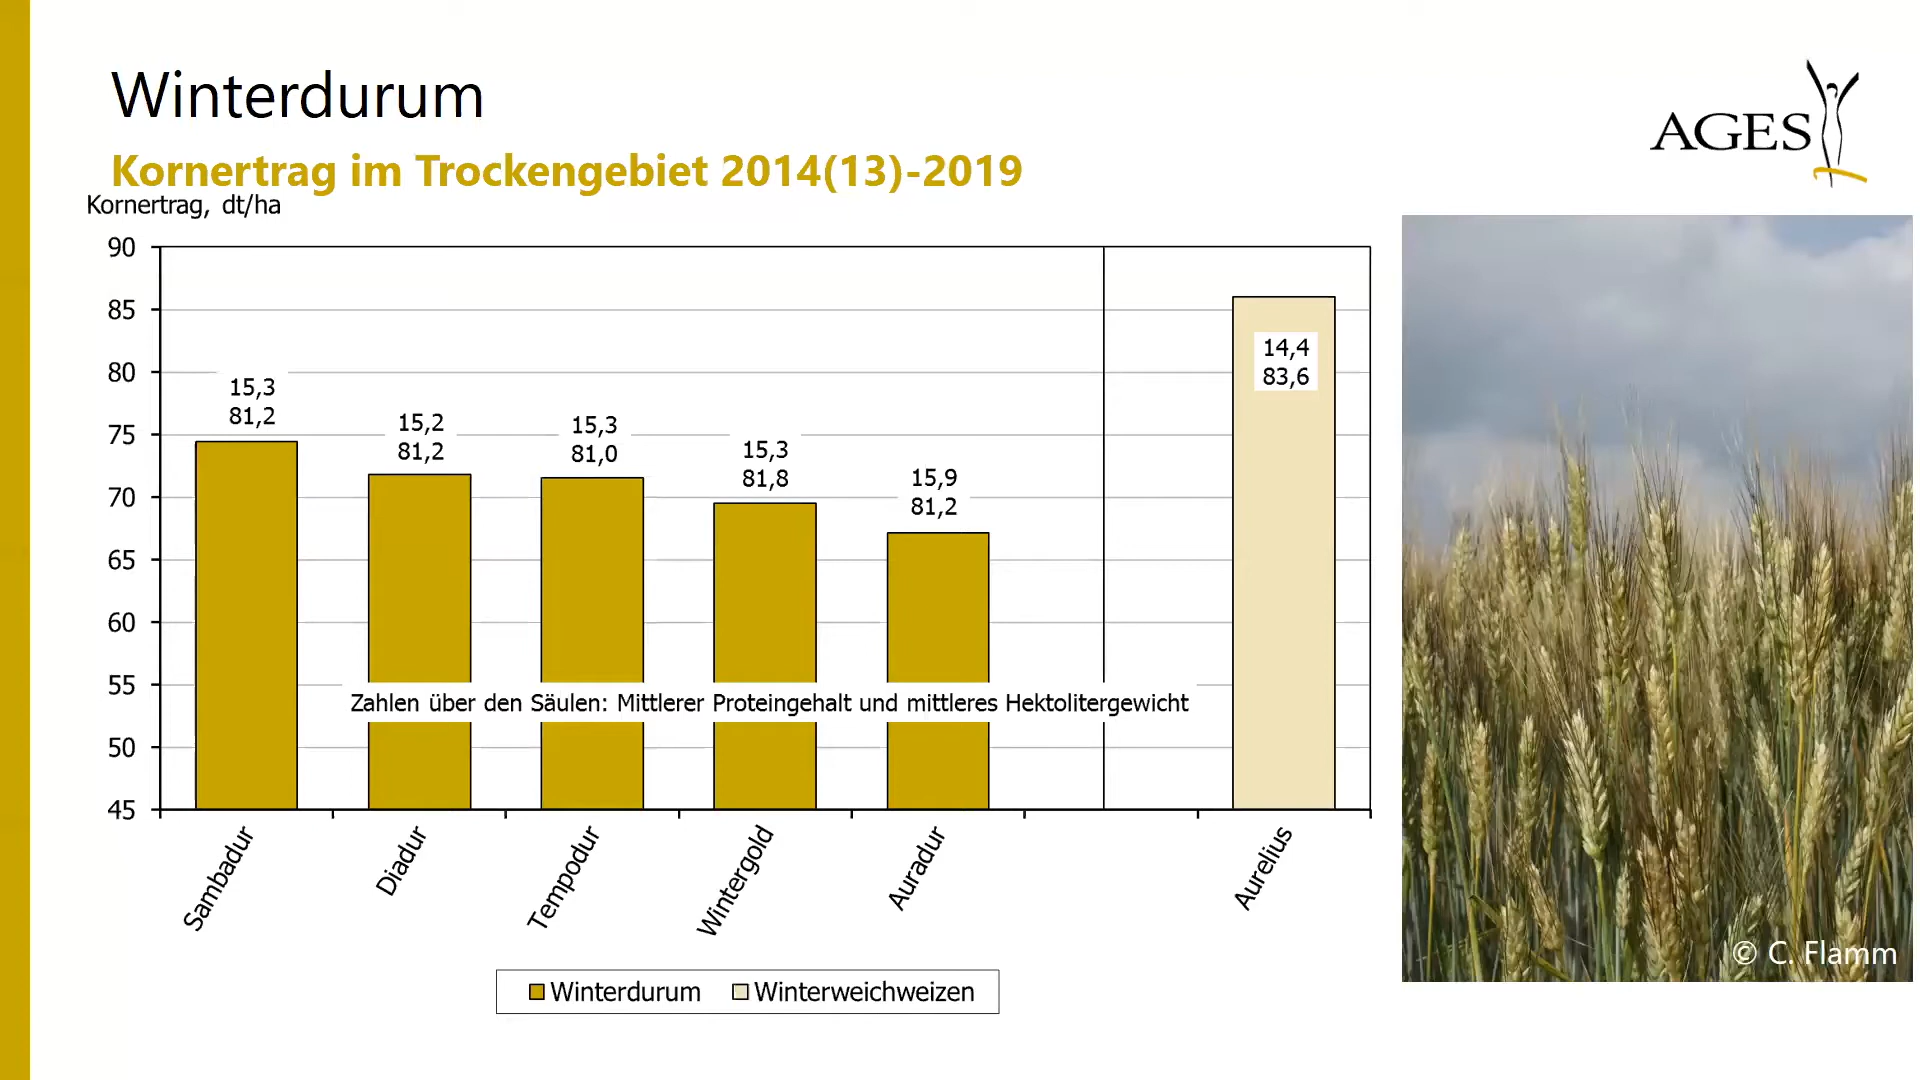 Winterdurum
AGES
Kornertrag im Trockengebiet 2014(13)-2019
Kornertrag, dt/ha
90
85
80
75
70
65
60
55
50
45
15,3
81,2
15,2
81,2
15,3
81,0
15,3
81,8
15,9
81,2
14,4
83,6
Zahlen über den Säulen: Mittlerer Proteingehalt und mittleres Hektolitergewicht
Sambadur
Diadur
Tempodur
Wintergold
Auradur
Aurelius
Winterdurum
Winterweichweizen
© C. Flamm